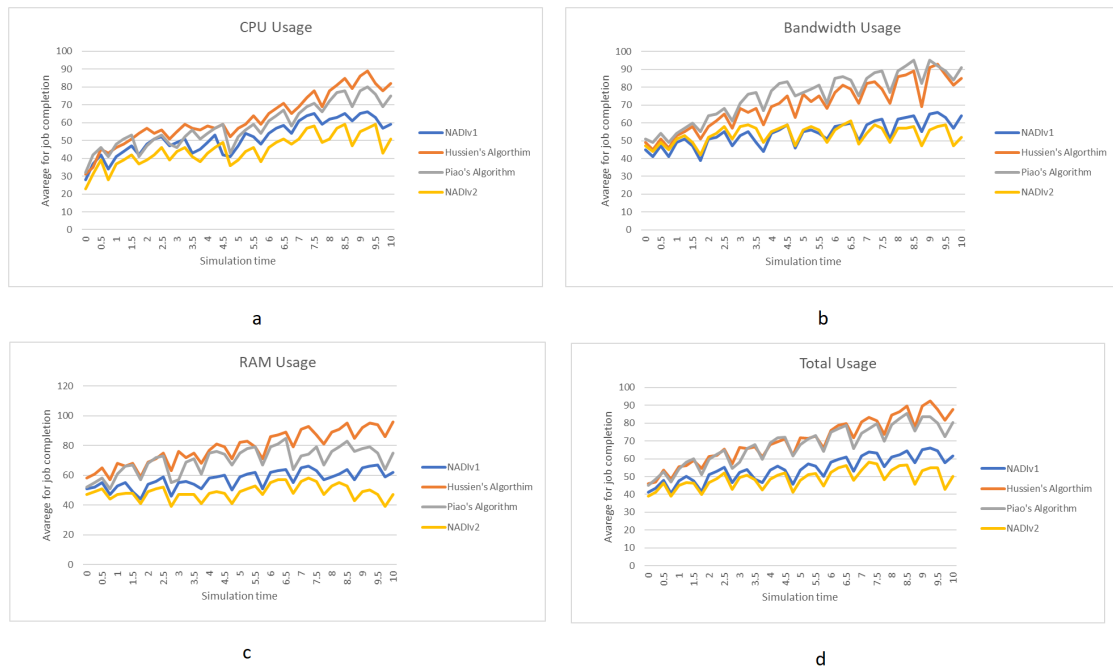 CPU Usage
Avarege for job completion
100
90
80
70
60
50
40
30
20
10
0
0 0.5 1 1.5 2 2.5 3 3.5 4 4.5 5 5.5 6 6.5 7 7.5 8 8.5 9 9.5 10
Simulation time
NADIv1
Hussien's Algorthim
Piao's Algorithm
NADIv2
a
Bandwidth Usage
Avarege for job completion
100
90
80
70
60
50
40
30
20
10
0
0 0.5 1 1.5 2 2.5 3 3.5 4 4.5 5 5.5 6 6.5 7 7.5 8 8.5 9 9.5 10
Simulation time
NADIv1
Hussien's Algorthim
Piao's Algorithm
NADIv2
b
RAM Usage
Avarege for job completion
120
100
80
60
40
20
0
0 0.5 1 1.5 2 2.5 3 3.5 4 4.5 5 5.5 6 6.5 7 7.5 8 8.5 9 9.5 10
Simulation time
NADIv1
Hussien's Algorthim
Piao's Algorithm
NADIv2
c
Total Usage
Avarege for job completion
100
90
80
70
60
50
40
30
20
10
0
0 0.5 1 1.5 2 2.5 3 3.5 4 4.5 5 5.5 6 6.5 7 7.5 8 8.5 9 9.5 10
Simulation time
NADIv1
Hussien's Algorthim
Piao's Algorithm
NADIv2
d